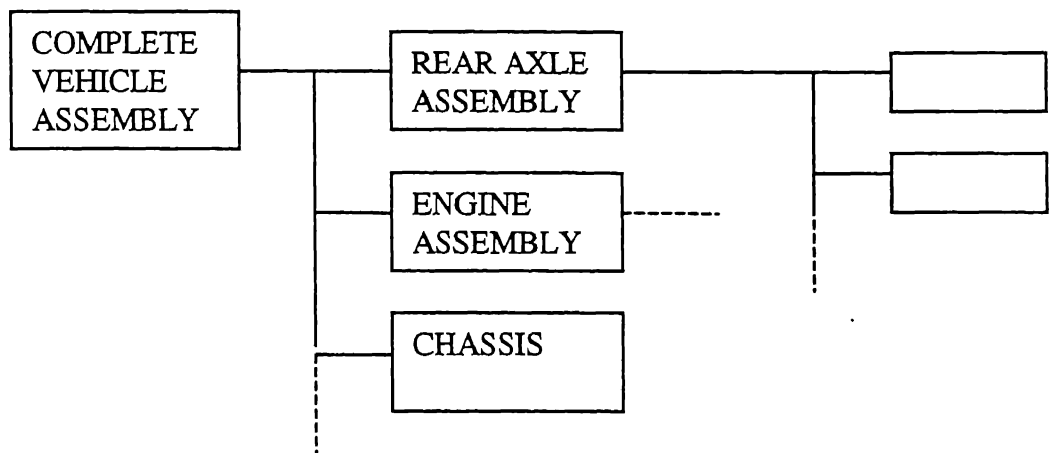 COMPLETE
VEHICLE
ASSEMBLY
REAR AXLE
ASSEMBLY
ENGINE
ASSEMBLY
CHASSIS